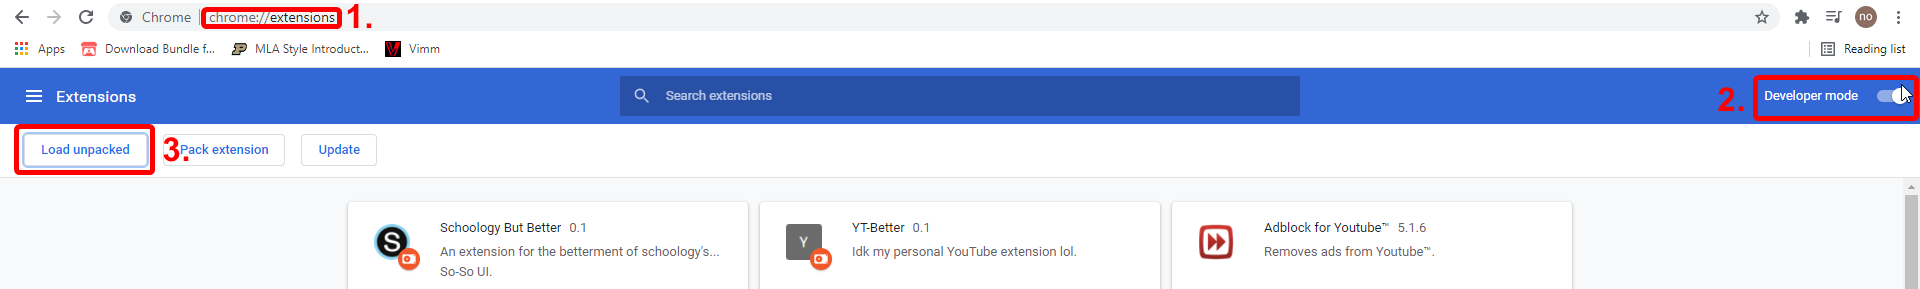 Chrome | chrome://extensions 1. no
Apps Download Bundle f... MLA Style Introduct... Vimm Reading list
Extensions Search extensions 2. Developer mode
Load unpacked 3. Pack extension Update
Schoology But Better 0.1
An extension for the betterment of schoology's...
So-So UI.
YT-Better 0.1
Idk my personal YouTube extension lol.
Adblock for Youtube™ 5.1.6
Removes ads from Youtube™.
S
Y